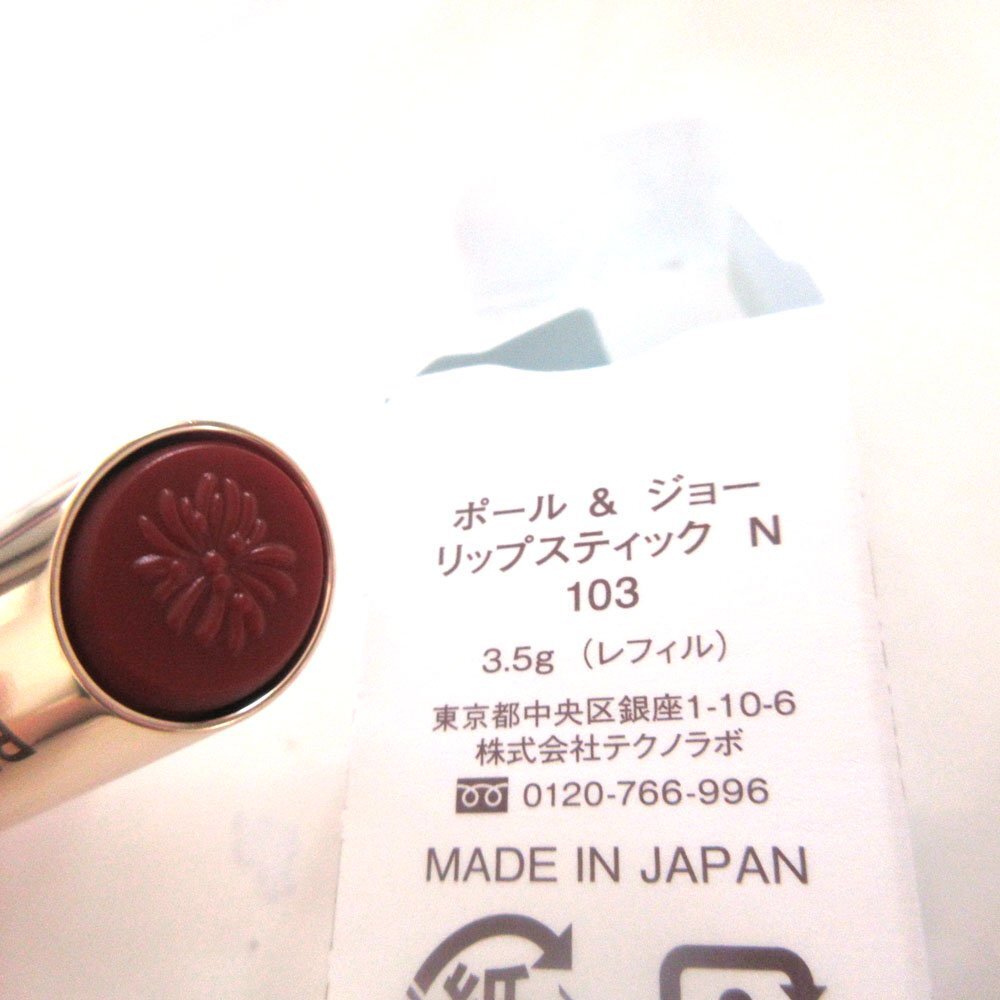 ポール & ジョー
リップスティック N
103
3.5g （レフィル）
東京都中央区銀座1-10-6
株式会社テクノラボ
0120-766-996
MADE IN JAPAN
紙